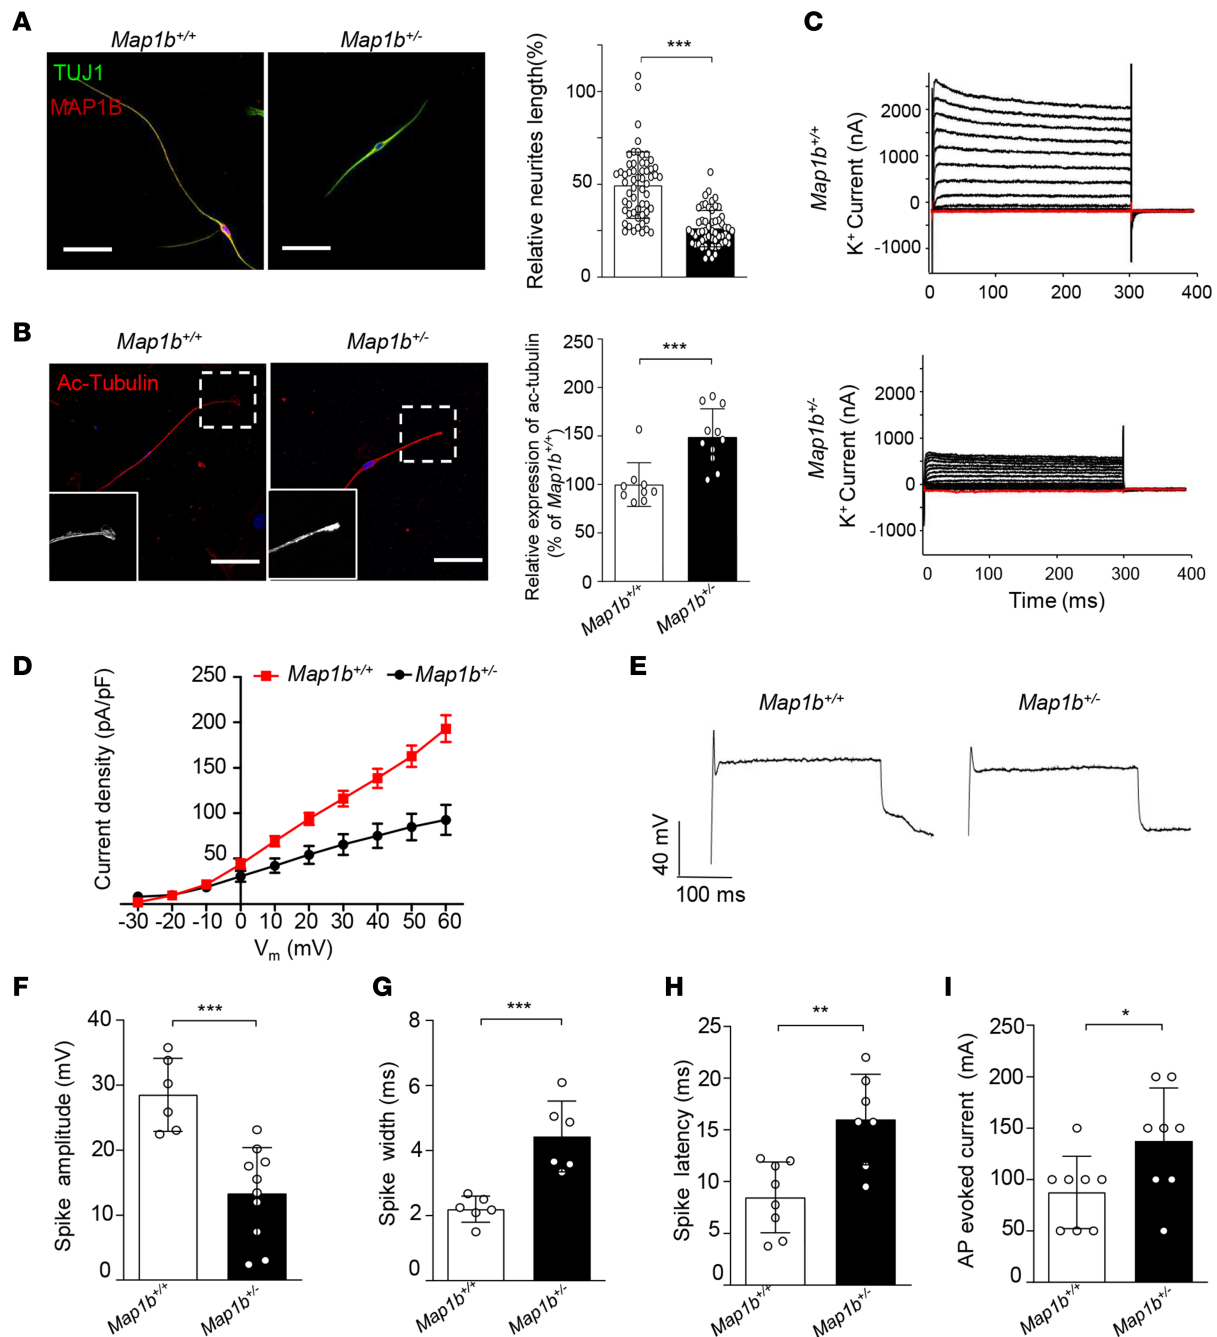 A
Map1b+/+
Map1b+/-
TUJ1
MAP1B
Relative neurites length(%)
100
50
0
***
C
Map1b+/+
K+ Current (nA)
2000
1000
0
-1000
0 100 200 300 400
B
Map1b+/+
Map1b+/-
Ac-Tubulin
Relative expression of ac-tubulin
(% of Map1b+/+)
250
200
150
100
50
0
***
Map1b+/+
Map1b+/-
Map1b+/-
K+ Current (nA)
2000
1000
0
-1000
0 100 200 300 400
Time (ms)
D
Current density (pA/pF)
250
200
150
100
50
Map1b+/+
Map1b+/-
-30 -20 -10 0 10 20 30 40 50 60
Vm (mV)
E
Map1b+/+
Map1b+/-
40 mV
100 ms
F
Spike amplitude (mV)
40
30
20
10
0
***
Map1b+/+
Map1b+/-
G
Spike width (ms)
8
6
4
2
0
***
Map1b+/+
Map1b+/-
H
Spike latency (ms)
25
20
15
10
5
0
**
Map1b+/+
Map1b+/-
I
AP evoked current (mA)
250
200
150
100
50
0
*
Map1b+/+
Map1b+/-